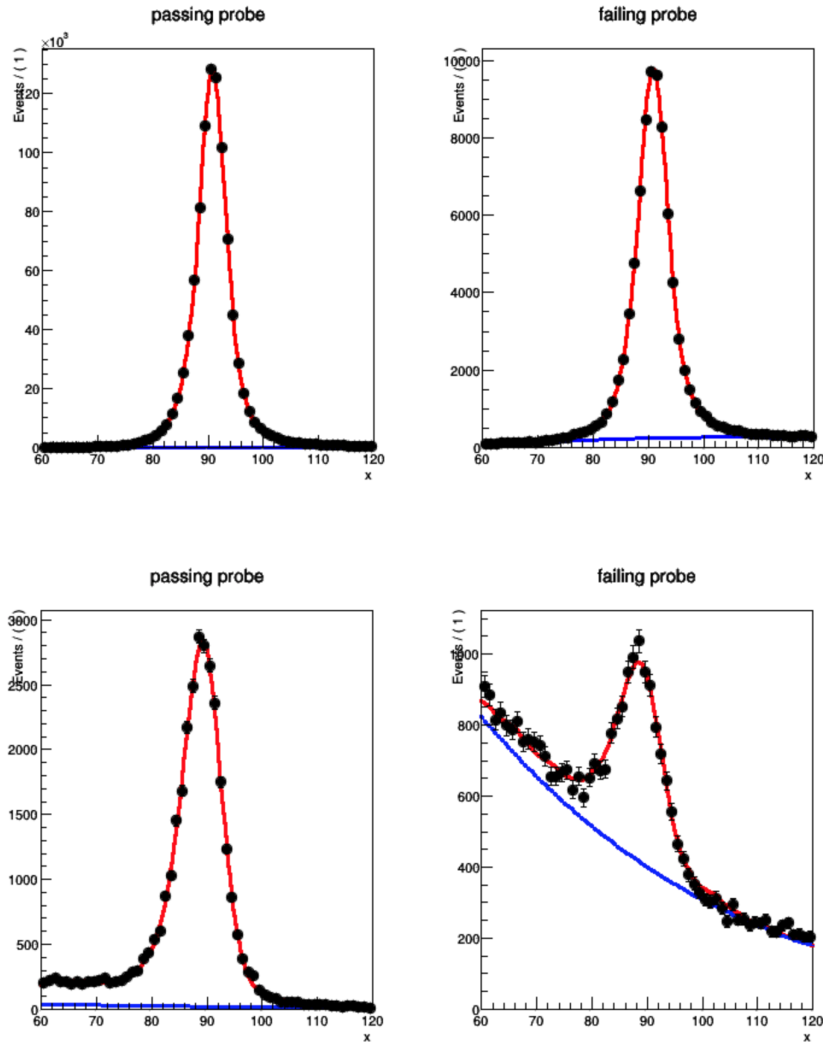 passing probe
×10³
Events / ( 1 )
120
100
80
60
40
20
0
60 70 80 90 100 110 120
x
failing probe
Events / ( 1 )
10000
8000
6000
4000
2000
0
60 70 80 90 100 110 120
x
passing probe
Events / ( 1 )
3000
2500
2000
1500
1000
500
0
60 70 80 90 100 110 120
x
failing probe
Events / ( 1 )
1000
800
600
400
200
0
60 70 80 90 100 110 120
x